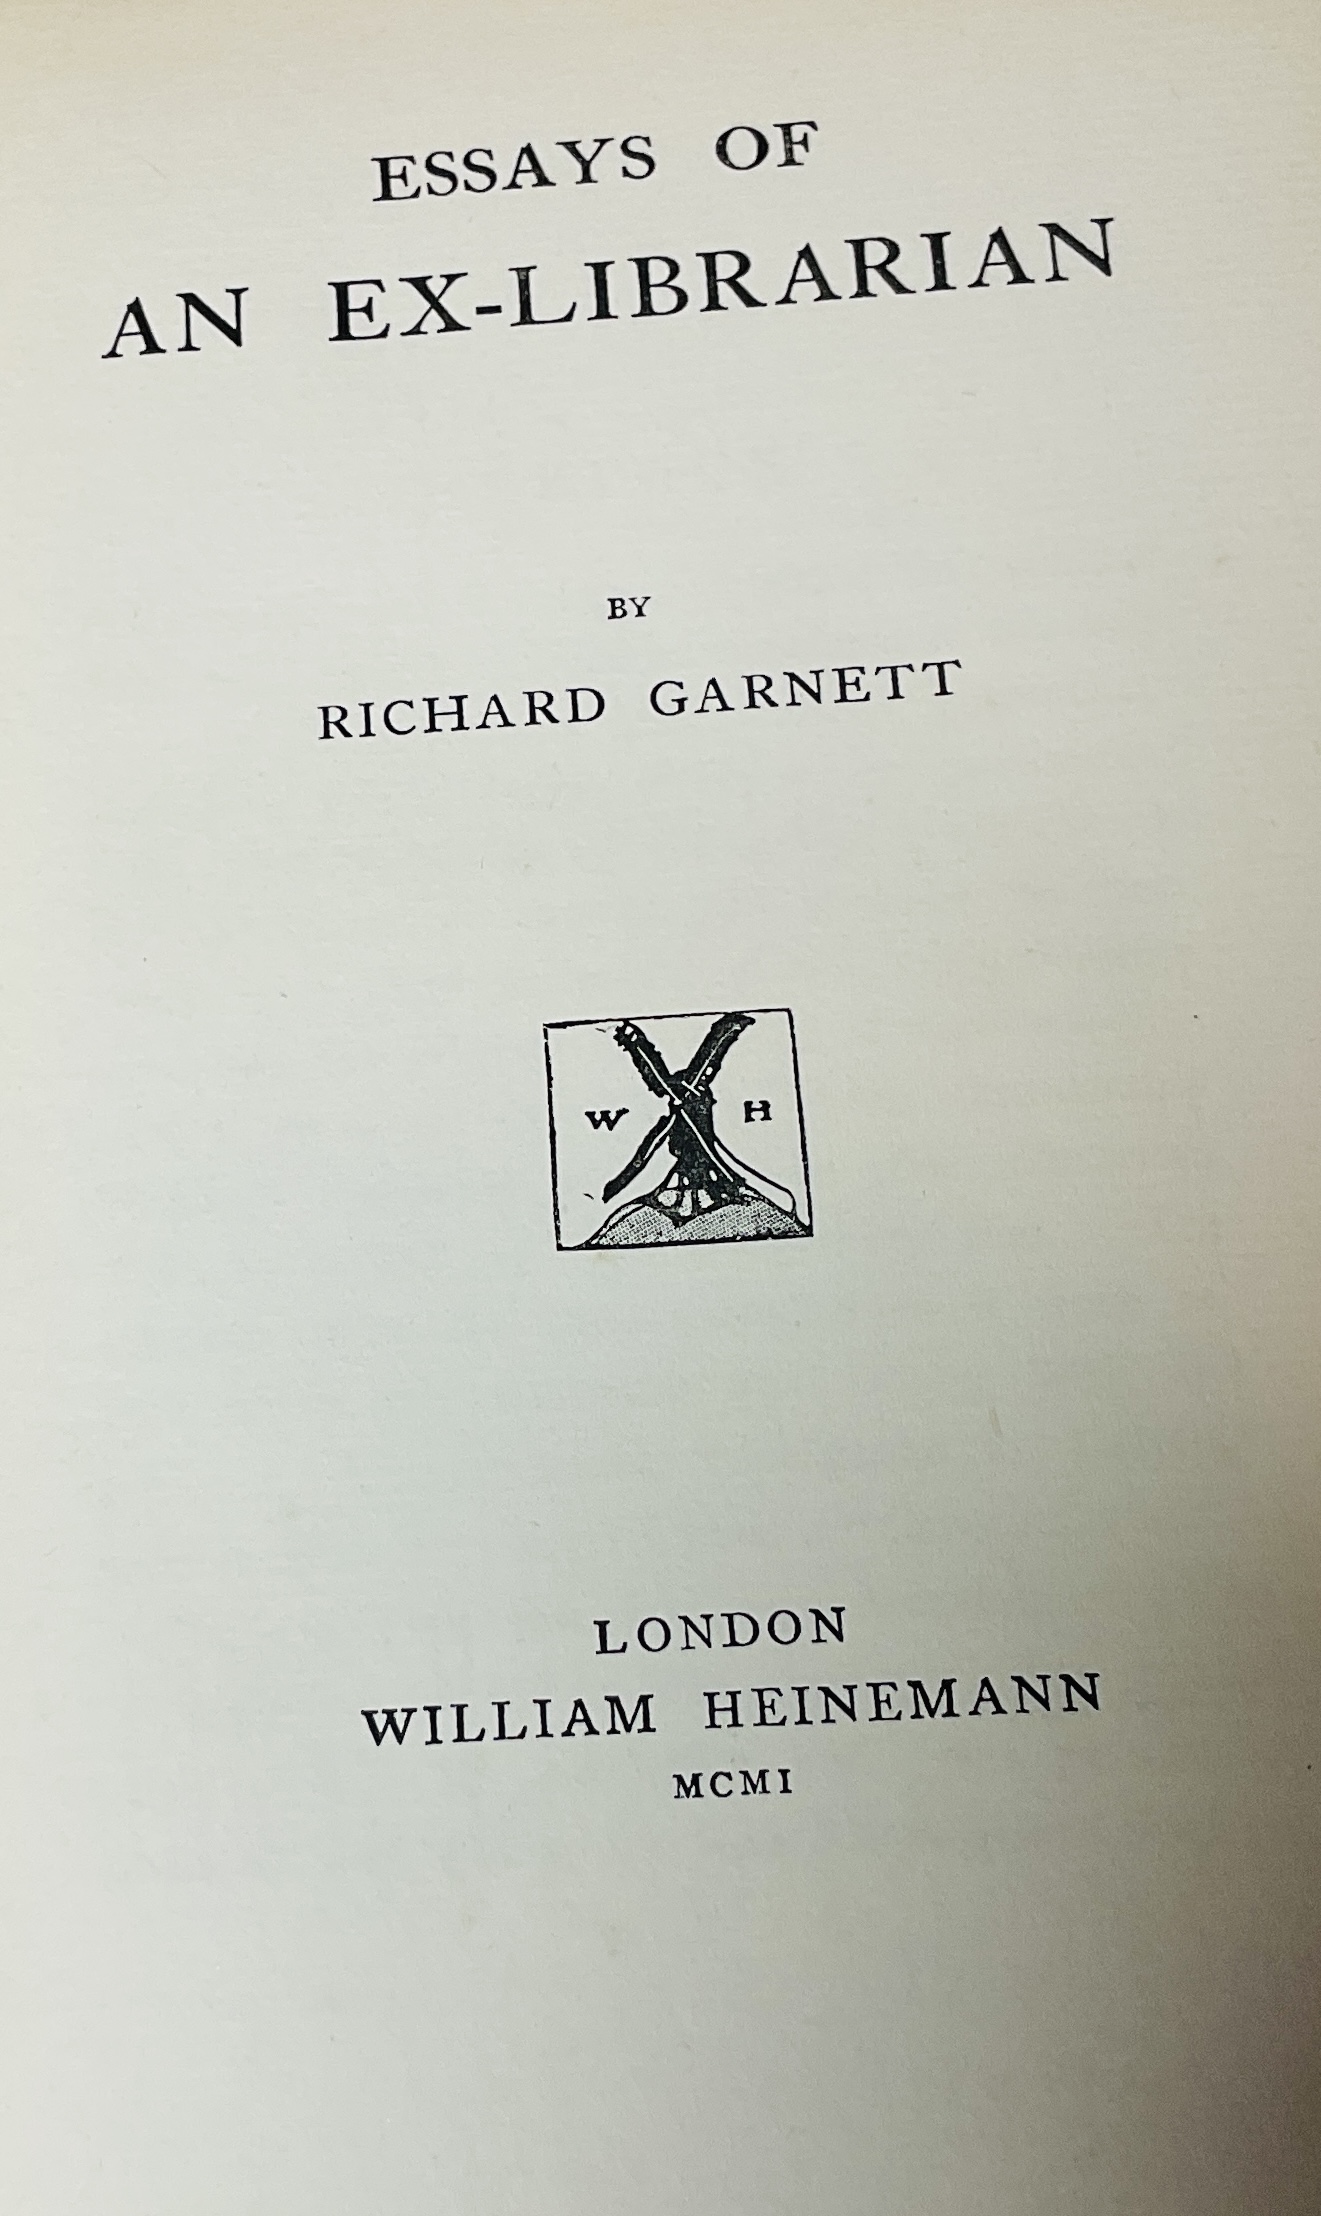 ESSAYS OF
AN EX-LIBRARIAN
BY
RICHARD GARNETT
W H
LONDON
WILLIAM HEINEMANN
MCMI